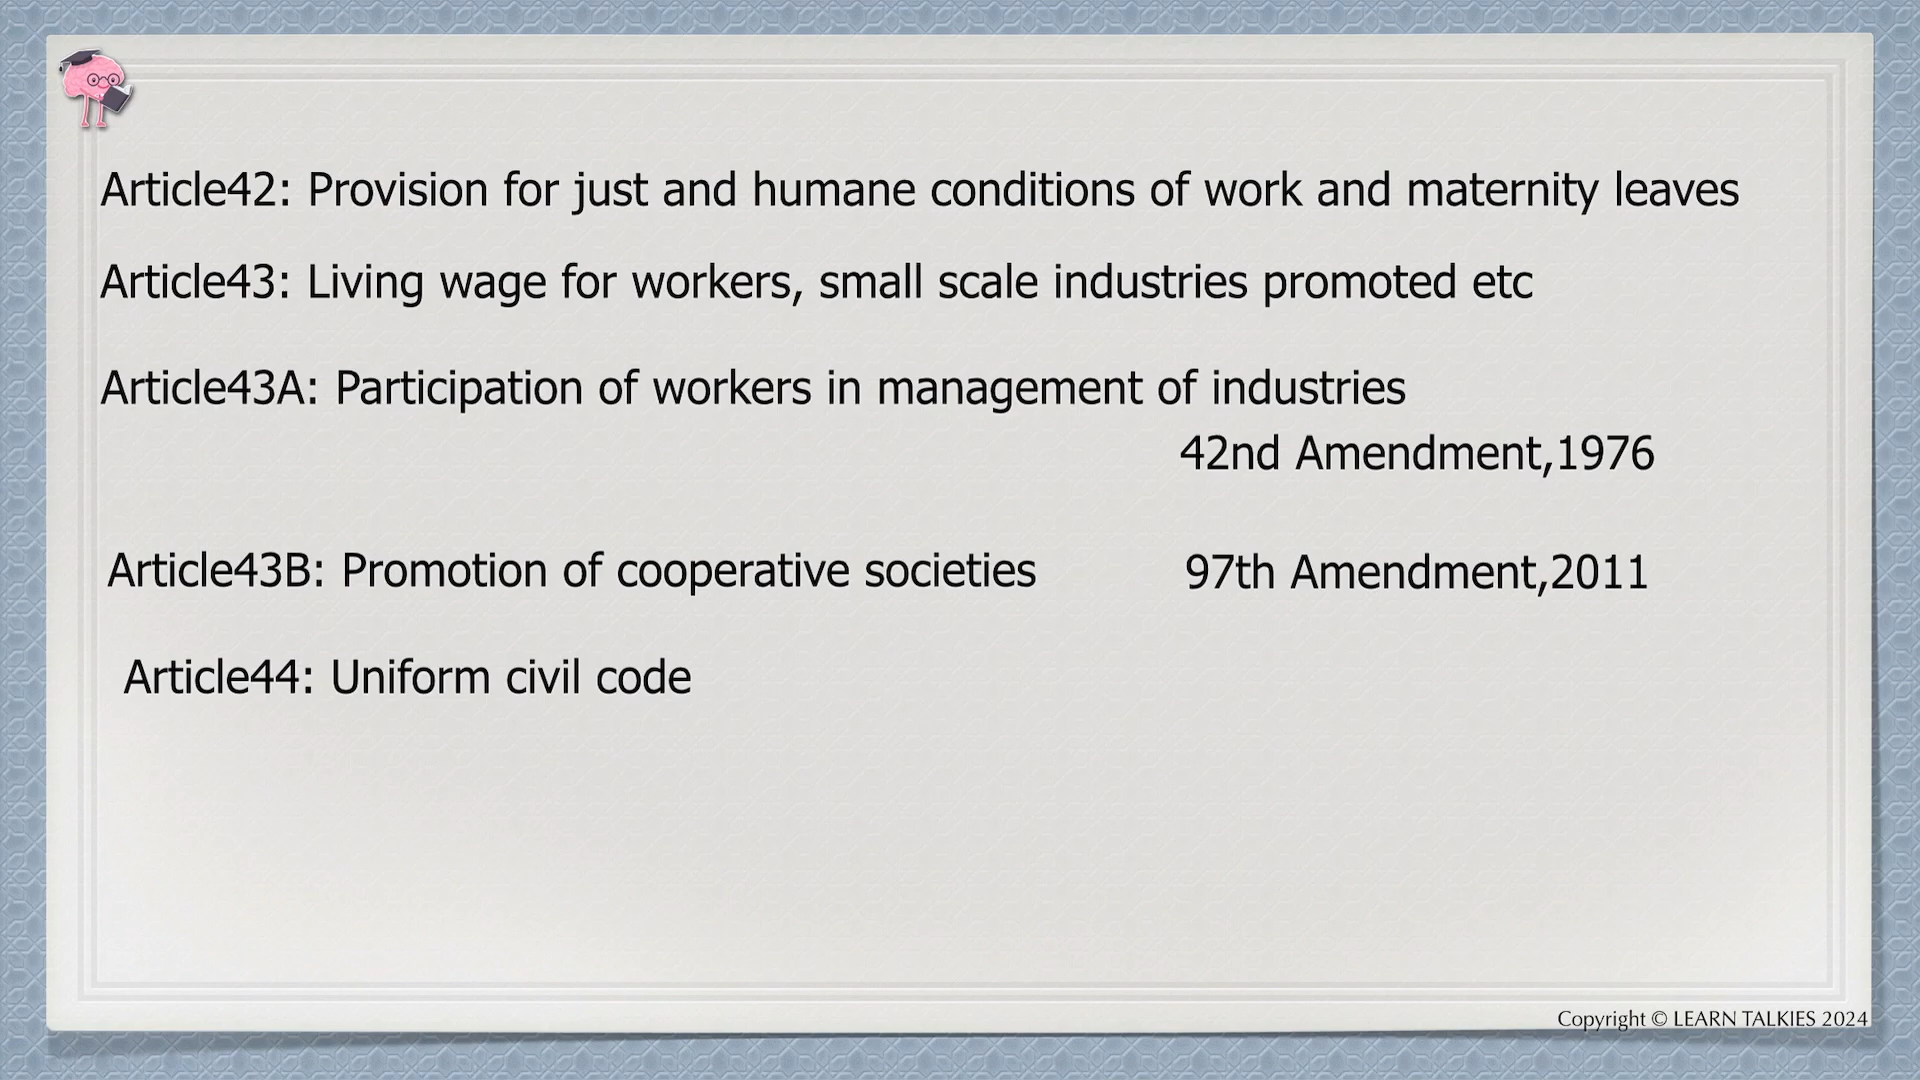 Article42: Provision for just and humane conditions of work and maternity leaves
Article43: Living wage for workers, small scale industries promoted etc
Article43A: Participation of workers in management of industries
42nd Amendment,1976
Article43B: Promotion of cooperative societies 97th Amendment,2011
Article44: Uniform civil code
Copyright © LEARN TALKIES 2024